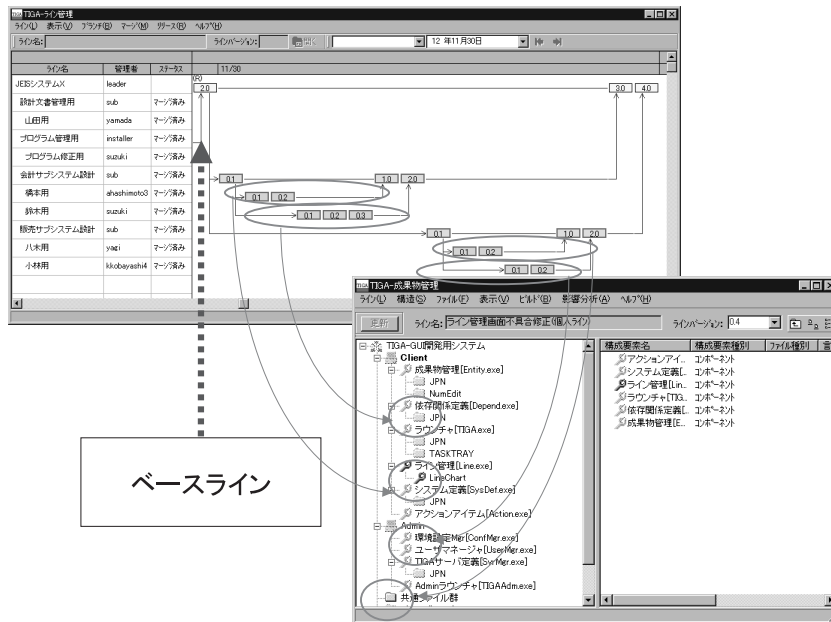 TIGA-ライン管理
ライン(L) 表示(V) ブランチ(B) マージ(M) リリース(R) ヘルプ(H)
ライン名: ラインバージョン: 開く 12 年11月30日
ライン名 管理者 ステータス 11/30
JEISシステムX leader (R) 2.0 3.0 4.0
設計文書管理用 sub マージ済み
山田用 yamada マージ済み
プログラム管理用 installer マージ済み
プログラム修正用 suzuki マージ済み
会計サブシステム設計 sub マージ済み 0.1 1.0 2.0
橋本用 ahashimoto3 マージ済み 0.1 0.2
鈴木用 suzuki マージ済み 0.1 0.2 0.3
販売サブシステム設計 sub マージ済み 0.1 1.0 2.0
八木用 yagi マージ済み 0.1 0.2
小林用 kkobayashi4 マージ済み 0.1 0.2
ベースライン
TIGA-成果物管理
ライン(L) 構造(S) ファイル(F) 表示(V) ビルド(B) 影響分析(A) ヘルプ(H)
更新 ライン名: ライン管理画面不具合修正(個人ライン) ラインバージョン: 0.4
TIGA-GUI開発用システム
Client
成果物管理[Entity.exe]
JPN
NumEdit
依存関係定義[Depend.exe]
JPN
ラウンチャ[TIGA.exe]
JPN
TASKTRAY
ライン管理[Line.exe]
LineChart
システム定義[SysDef.exe]
JPN
アクションアイテム[Action.exe]
Admin
環境設定Mgr[ConfMgr.exe]
ユーザマネージャ[UserMgr.exe]
TIGAサーバ定義[SvrMgr.exe]
JPN
Adminラウンチャ[TIGAAdm.exe]
共通ファイル群
構成要素名 構成要素種別 ファイル種別 言
アクションアイ.. コンポーネント
システム定義[.. コンポーネント
ライン管理[Lin.. コンポーネント
ラウンチャ[TIG.. コンポーネント
依存関係定義[.. コンポーネント
成果物管理[E.. コンポーネント